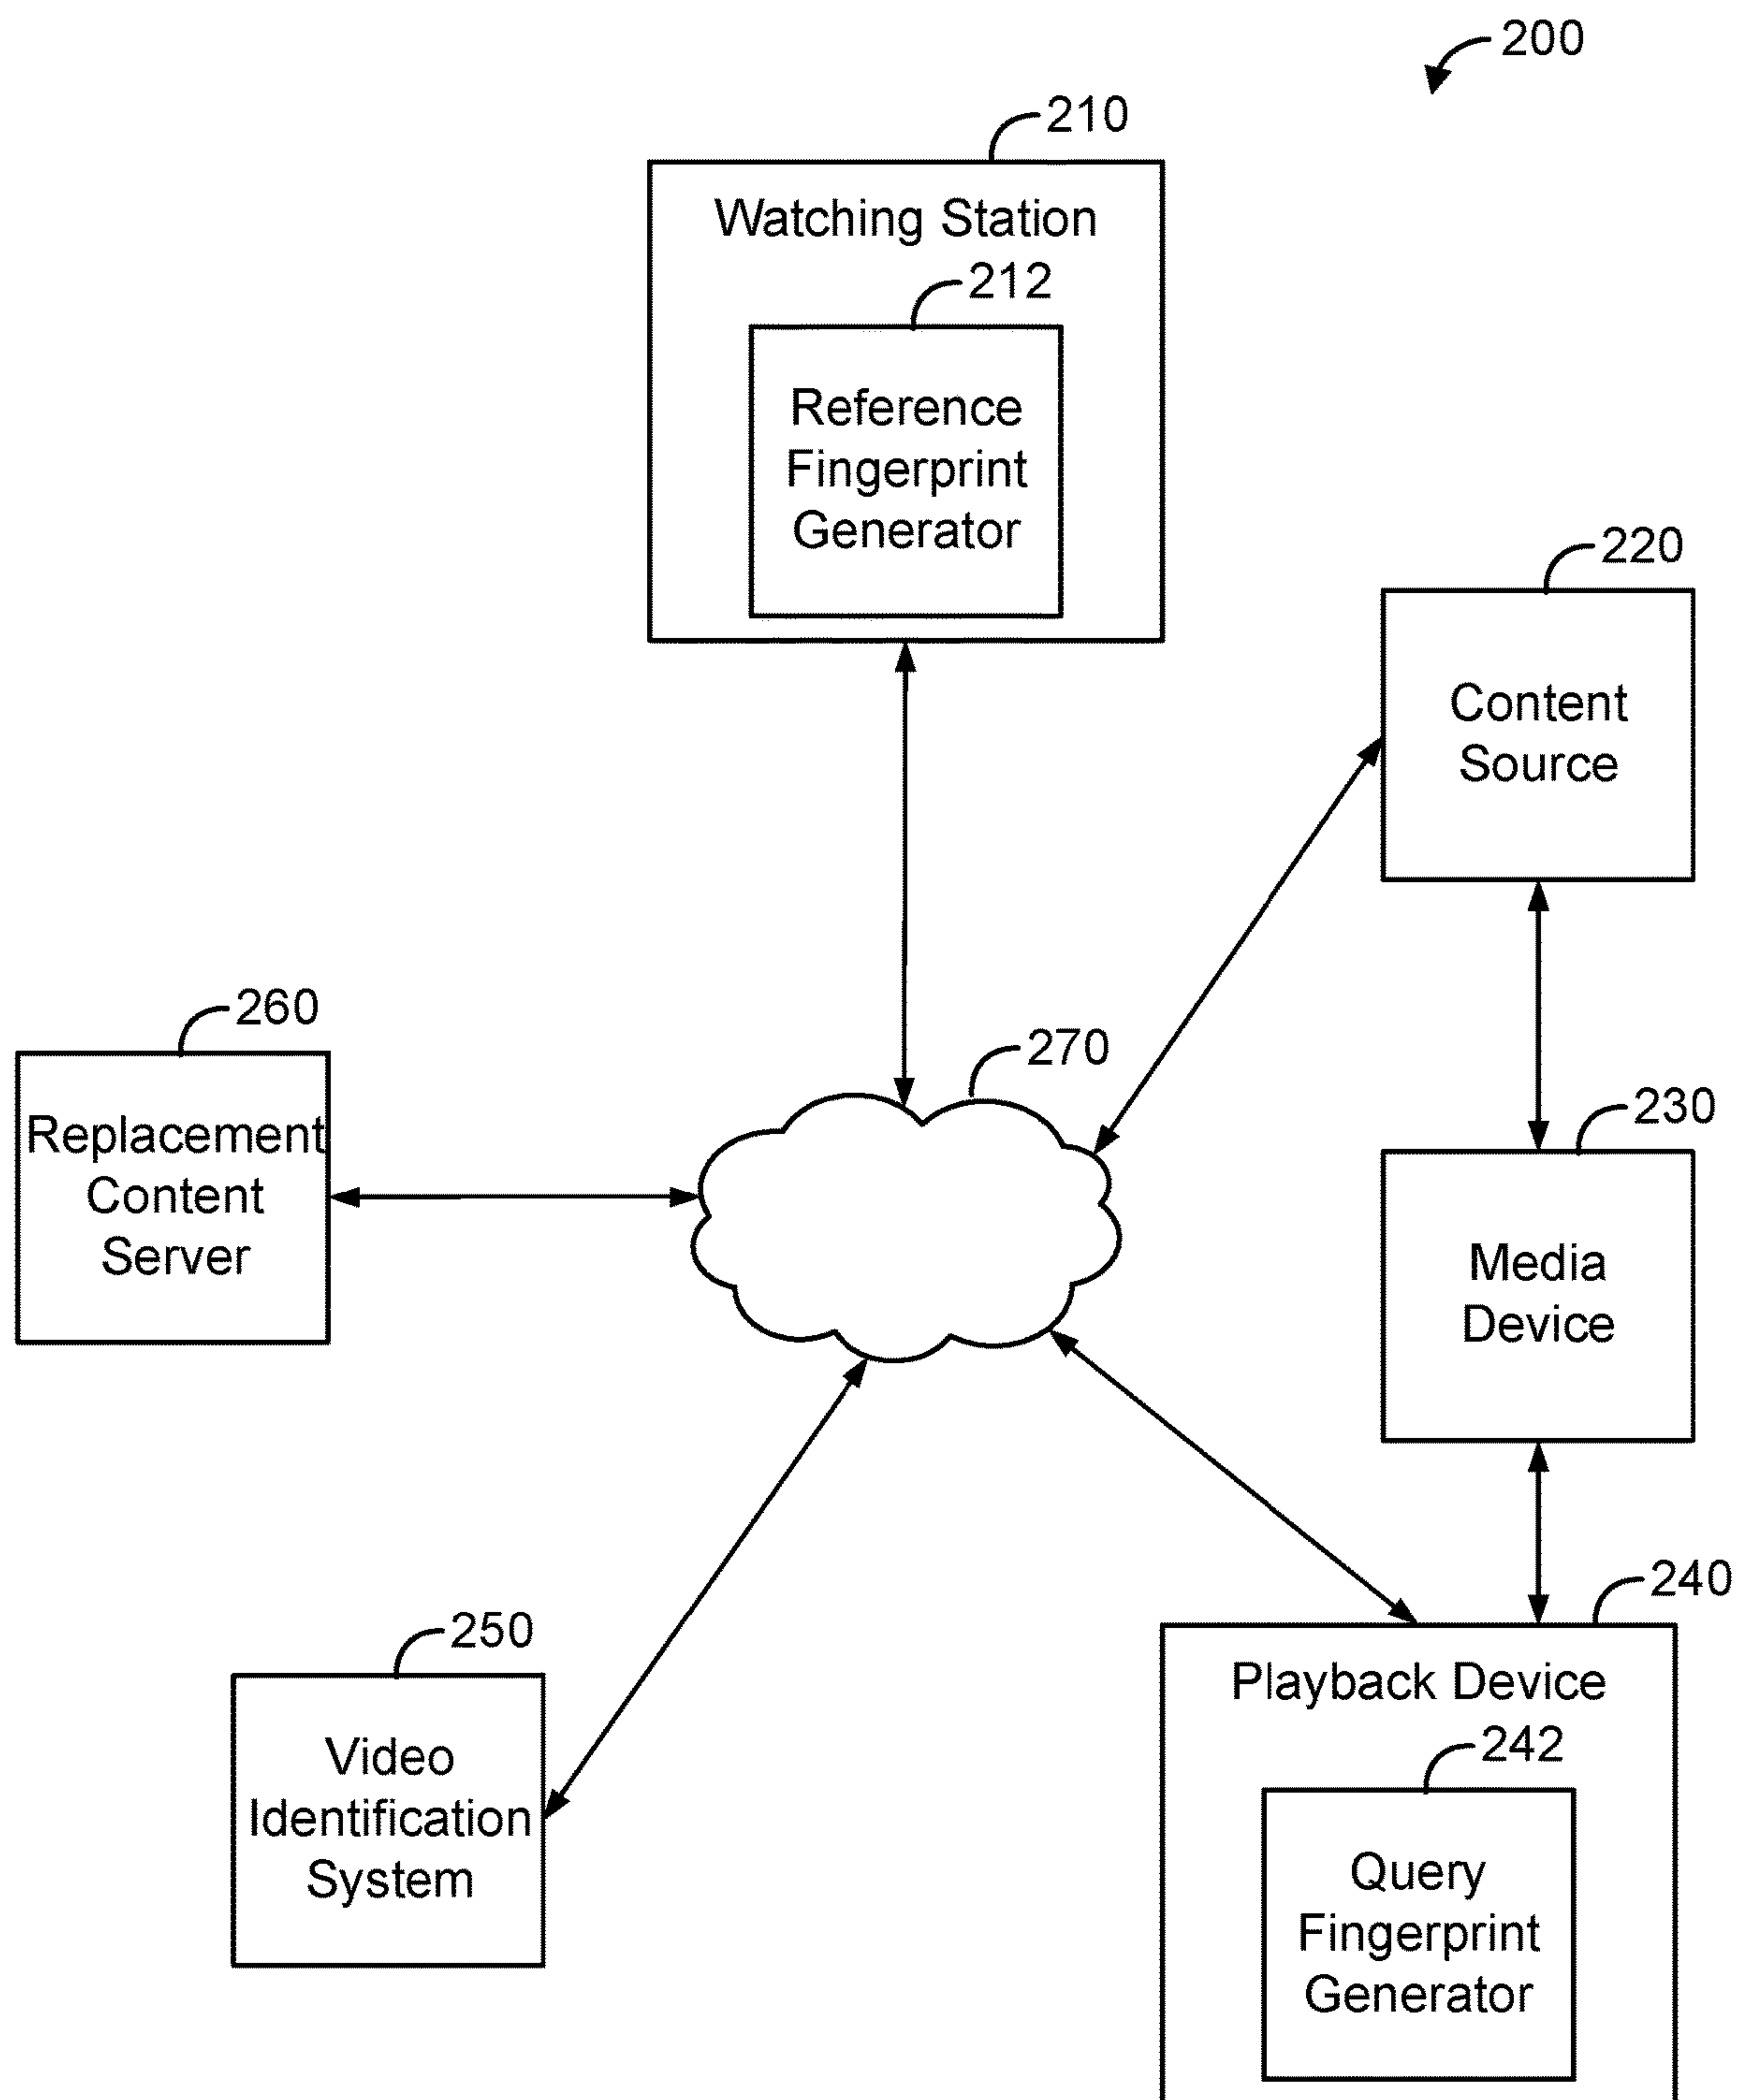 200
210
Watching Station
212
Reference
Fingerprint
Generator
220
Content
Source
260
Replacement
Content
Server
270
230
Media
Device
250
Video
Identification
System
240
Playback Device
242
Query
Fingerprint
Generator